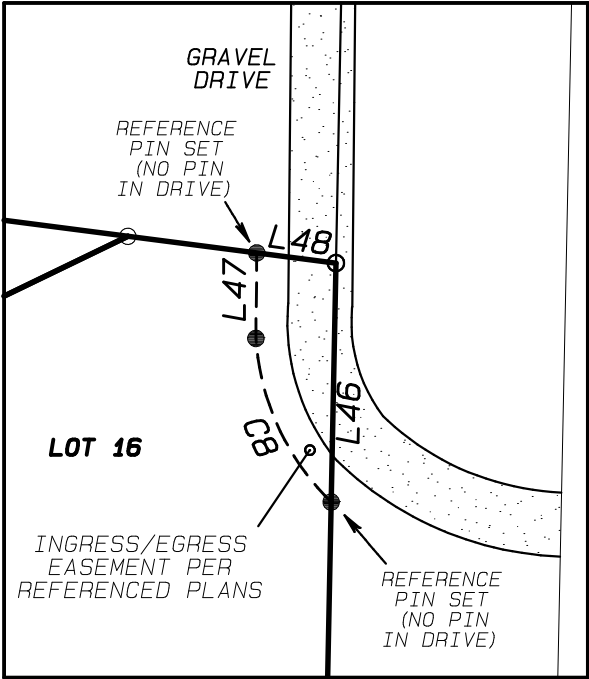 GRAVEL
DRIVE
REFERENCE
PIN SET
(NO PIN
IN DRIVE)
L48
L47
L46
C8
LOT 16
INGRESS/EGRESS
EASEMENT PER
REFERENCED PLANS
REFERENCE
PIN SET
(NO PIN
IN DRIVE)